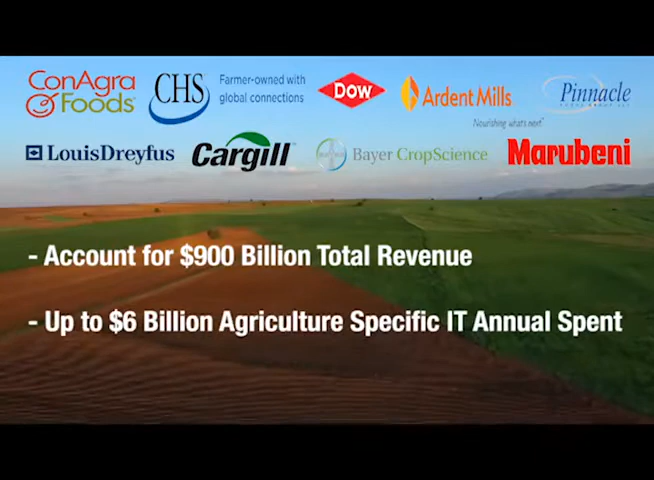 ConAgra
Foods
CHS
Farmer-owned with
global connections
Dow
Ardent Mills
Nourishing what's next
Pinnacle
LouisDreyfus
Cargill
Bayer CropScience
Marubeni
- Account for $900 Billion Total Revenue
- Up to $6 Billion Agriculture Specific IT Annual Spent